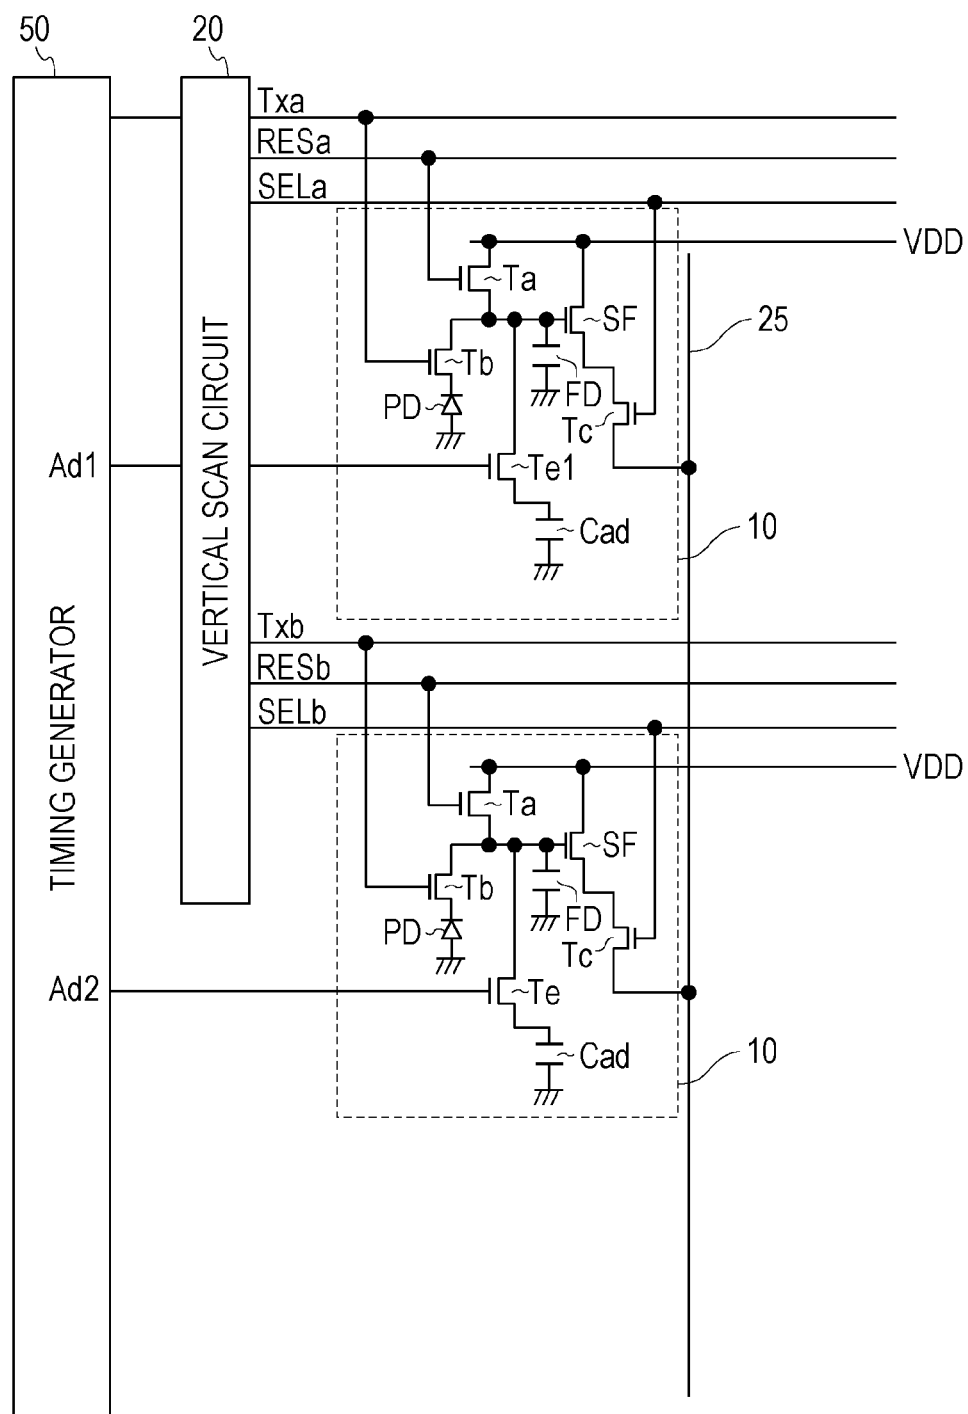 50
20
Txa
RESa
SELa
VDD
Ta
SF
25
Tb
FD
PD
Tc
VERTICAL SCAN CIRCUIT
Ad1
Te1
10
Cad
Txb
RESb
SELb
VDD
TIMING GENERATOR
Ta
SF
Tb
FD
PD
Tc
Ad2
Te
10
Cad